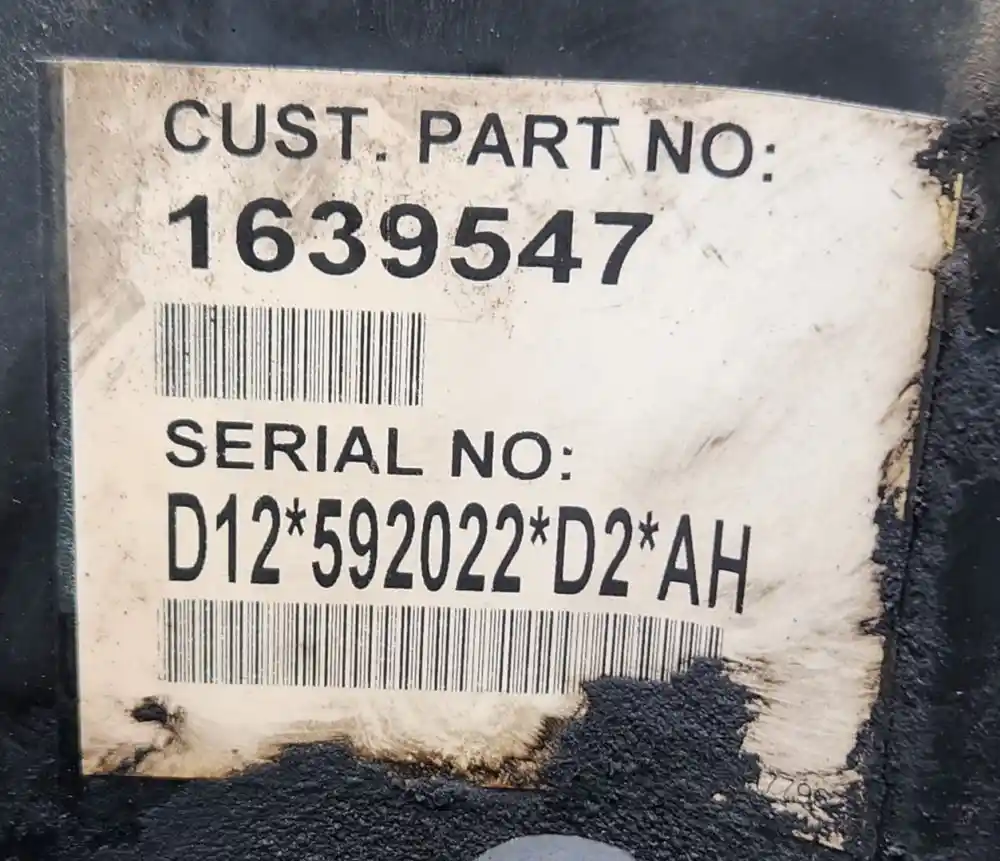 CUST. PART NO:
1639547
SERIAL NO:
D12*592022*D2*AH